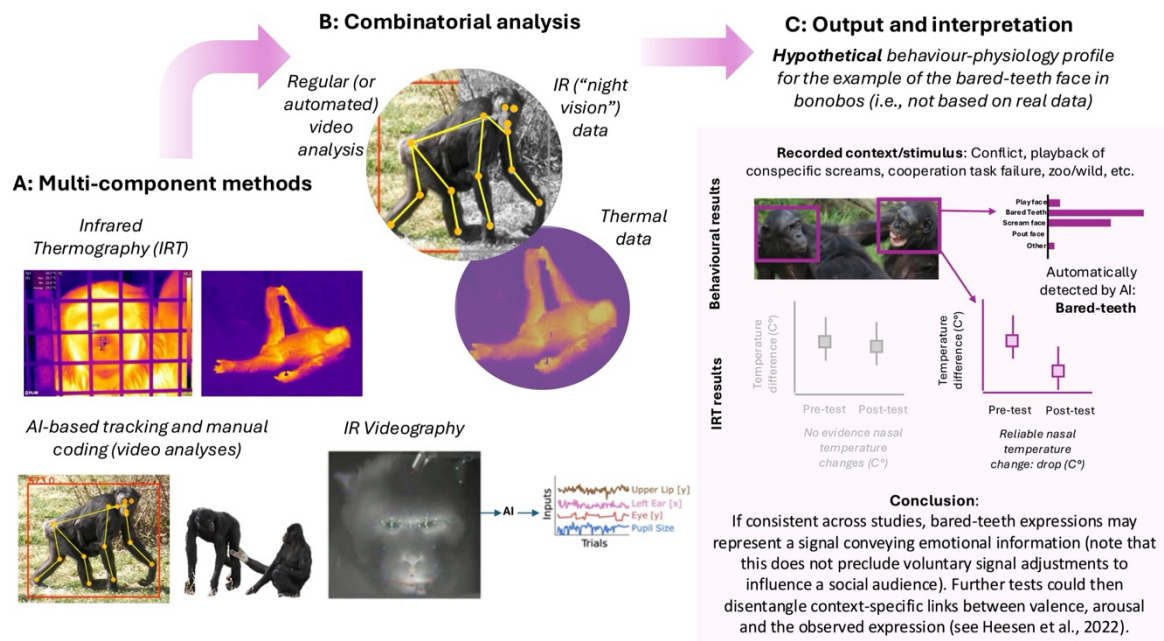 A: Multi-component methods
Infrared
Thermography (IRT)
AI-based tracking and manual
coding (video analyses)
IR Videography
AI
Inputs
Upper Lip [y]
Left Ear [x]
Eye [y]
Pupil Size
Trials
B: Combinatorial analysis
Regular (or
automated)
video
analysis
IR (“night
vision”)
data
Thermal
data
C: Output and interpretation
Hypothetical behaviour-physiology profile
for the example of the bared-teeth face in
bonobos (i.e., not based on real data)
Recorded context/stimulus: Conflict, playback of
conspecific screams, cooperation task failure, zoo/wild, etc.
Behavioural results
Play face
Bared Teeth
Scream face
Pout face
Other
Automatically
detected by AI:
Bared-teeth
IRT results
Temperature
difference (C°)
Pre-test Post-test
No evidence nasal
temperature
changes (C°)
Temperature
difference (C°)
Pre-test Post-test
Reliable nasal
temperature
change: drop (C°)
Conclusion:
If consistent across studies, bared-teeth expressions may
represent a signal conveying emotional information (note that
this does not preclude voluntary signal adjustments to
influence a social audience). Further tests could then
disentangle context-specific links between valence, arousal
and the observed expression (see Heesen et al., 2022).